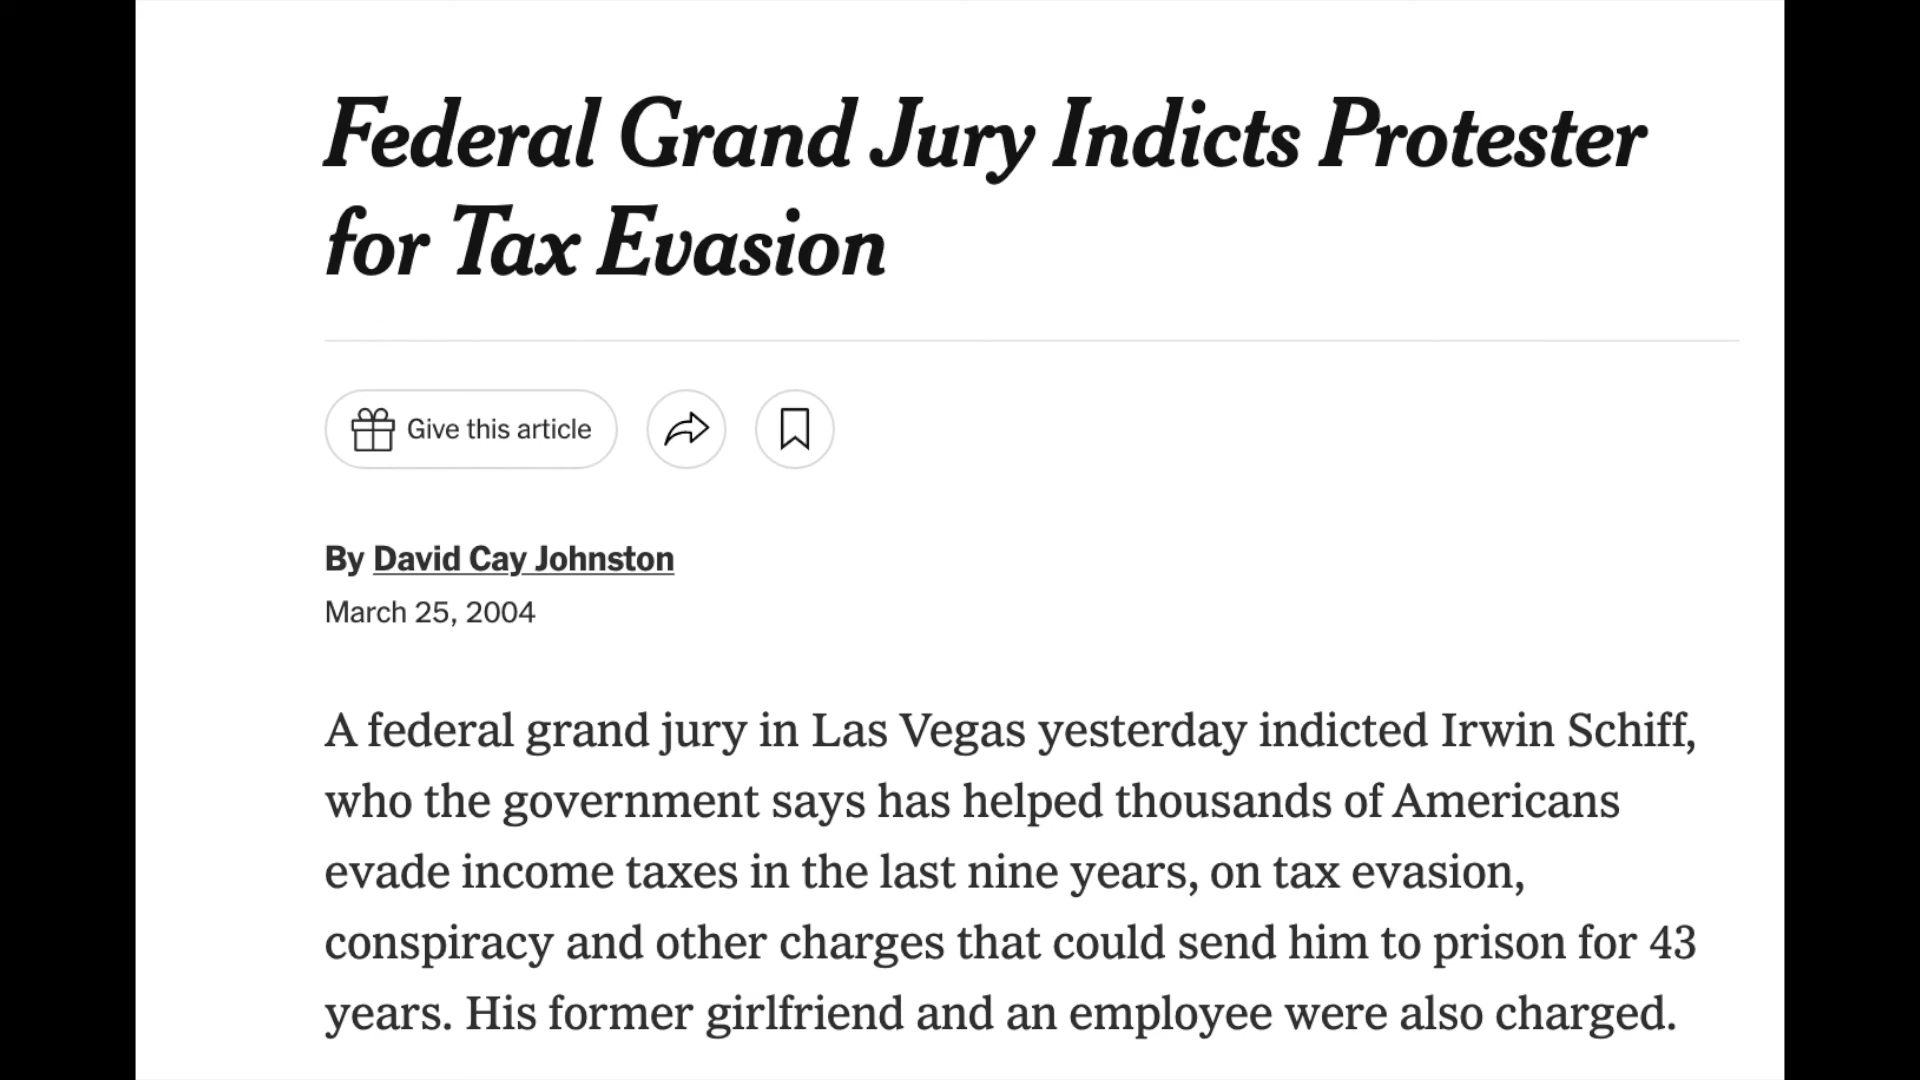 Federal Grand Jury Indicts Protester
for Tax Evasion
Give this article
By David Cay Johnston
March 25, 2004
A federal grand jury in Las Vegas yesterday indicted Irwin Schiff,
who the government says has helped thousands of Americans
evade income taxes in the last nine years, on tax evasion,
conspiracy and other charges that could send him to prison for 43
years. His former girlfriend and an employee were also charged.